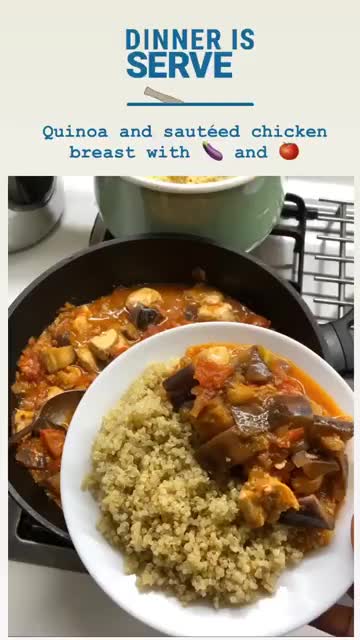 DINNER IS
SERVE
Quinoa and sautéed chicken
breast with 🍆 and 🍅